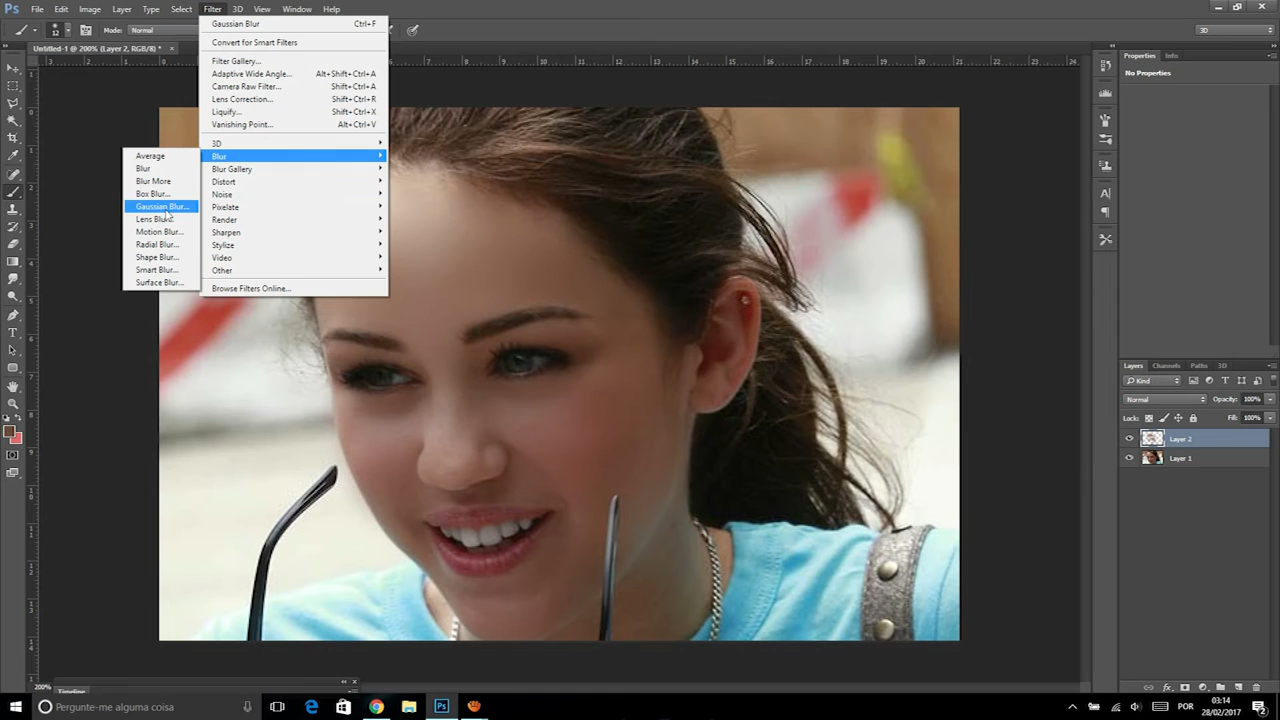 Ps File Edit Image Layer Type Select Filter 3D View Window Help
12 Mode: Normal 3D
Untitled-1 @ 200% (Layer 2, RGB/8) *
Gaussian Blur Ctrl+F
Convert for Smart Filters
Filter Gallery...
Adaptive Wide Angle... Alt+Shift+Ctrl+A
Camera Raw Filter... Shift+Ctrl+A
Lens Correction... Shift+Ctrl+R
Liquify... Shift+Ctrl+X
Vanishing Point... Alt+Ctrl+V
3D
Blur
Blur Gallery
Distort
Noise
Pixelate
Render
Sharpen
Stylize
Video
Other
Browse Filters Online...
Average
Blur
Blur More
Box Blur...
Gaussian Blur...
Lens Blur...
Motion Blur...
Radial Blur...
Shape Blur...
Smart Blur...
Surface Blur...
Properties
No Properties
Layers Channels Paths 3D
Kind
Normal Opacity: 100%
Lock: Fill: 100%
Layer 2
Layer 1
200%
Timeline
Pergunte-me alguma coisa
POR
03:14
28/02/2017